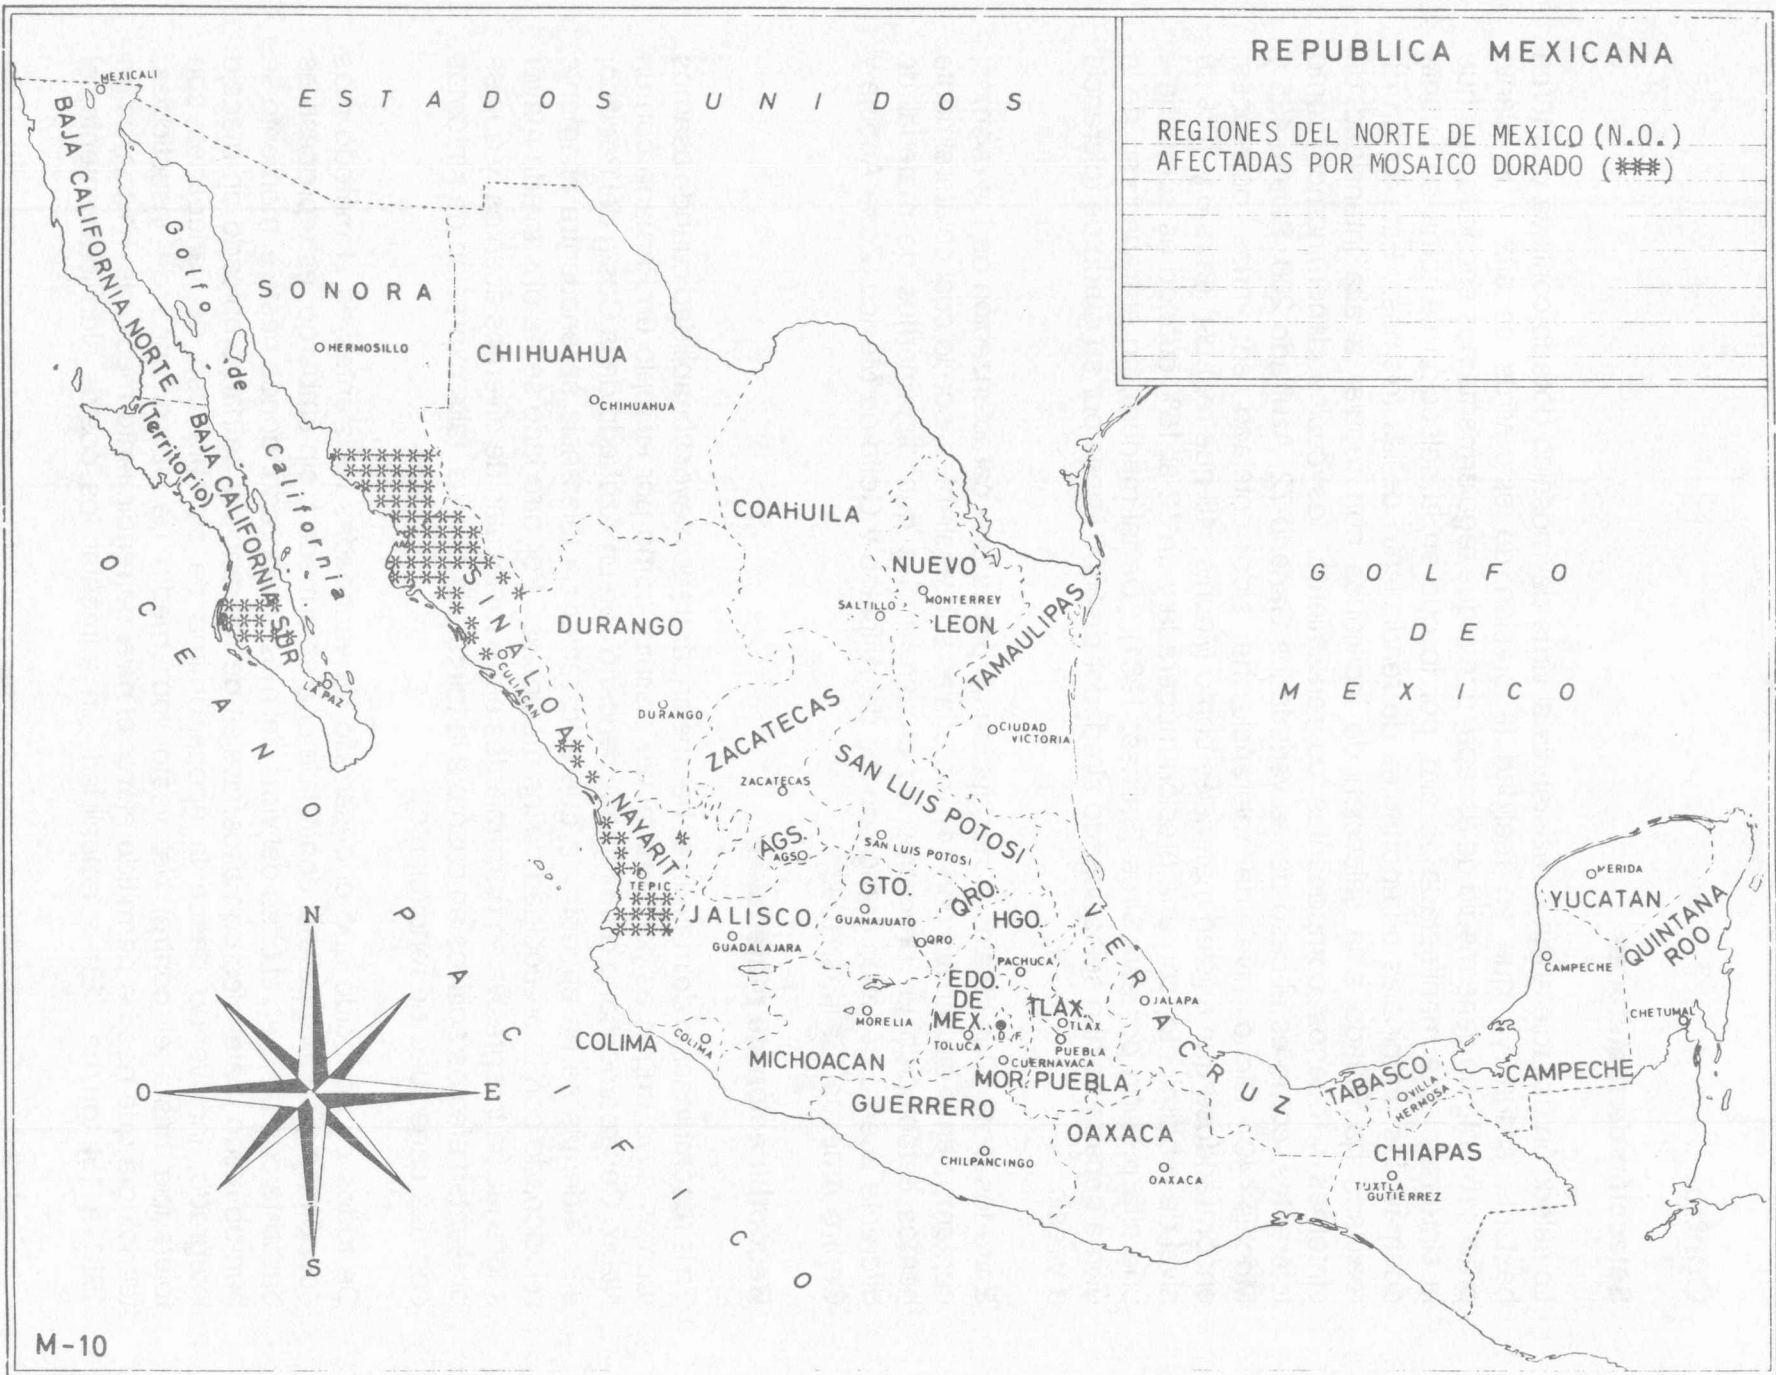 REPUBLICA MEXICANA
REGIONES DEL NORTE DE MEXICO (N.O.)
AFECTADAS POR MOSAICO DORADO (***)
ESTADOS UNIDOS
MEXICALI
BAJA CALIFORNIA NORTE
Golfo de California
SONORA
HERMOSILLO
CHIHUAHUA
CHIHUAHUA
(Territorio)
BAJA CALIFORNIA SUR
LA PAZ
COAHUILA
SALTILLO
NUEVO
LEON
MONTERREY
TAMAULIPAS
CIUDAD
VICTORIA
SINALOA
CULIACAN
DURANGO
DURANGO
ZACATECAS
ZACATECAS
SAN LUIS POTOSI
SAN LUIS POTOSI
NAYARIT
TEPIC
AGS.
AGS
JALISCO
GUADALAJARA
GTO.
GUANAJUATO
QRO.
QRO.
HGO.
PACHUCA
EDO.
DE
MEX.
TOLUCA
D.F.
TLAX.
TLAX
PUEBLA
CUERNAVACA
MOR.
PUEBLA
VERACRUZ
JALAPA
COLIMA
COLIMA
MICHOACAN
MORELIA
GUERRERO
CHILPANCINGO
OAXACA
OAXACA
TABASCO
VILLA
HERMOSA
CHIAPAS
TUXTLA
GUTIERREZ
CAMPECHE
CAMPECHE
YUCATAN
MERIDA
QUINTANA
ROO
CHETUMAL
GOLFO
DE
MEXICO
OCEANO PACIFICO
N
O
E
S
M-10